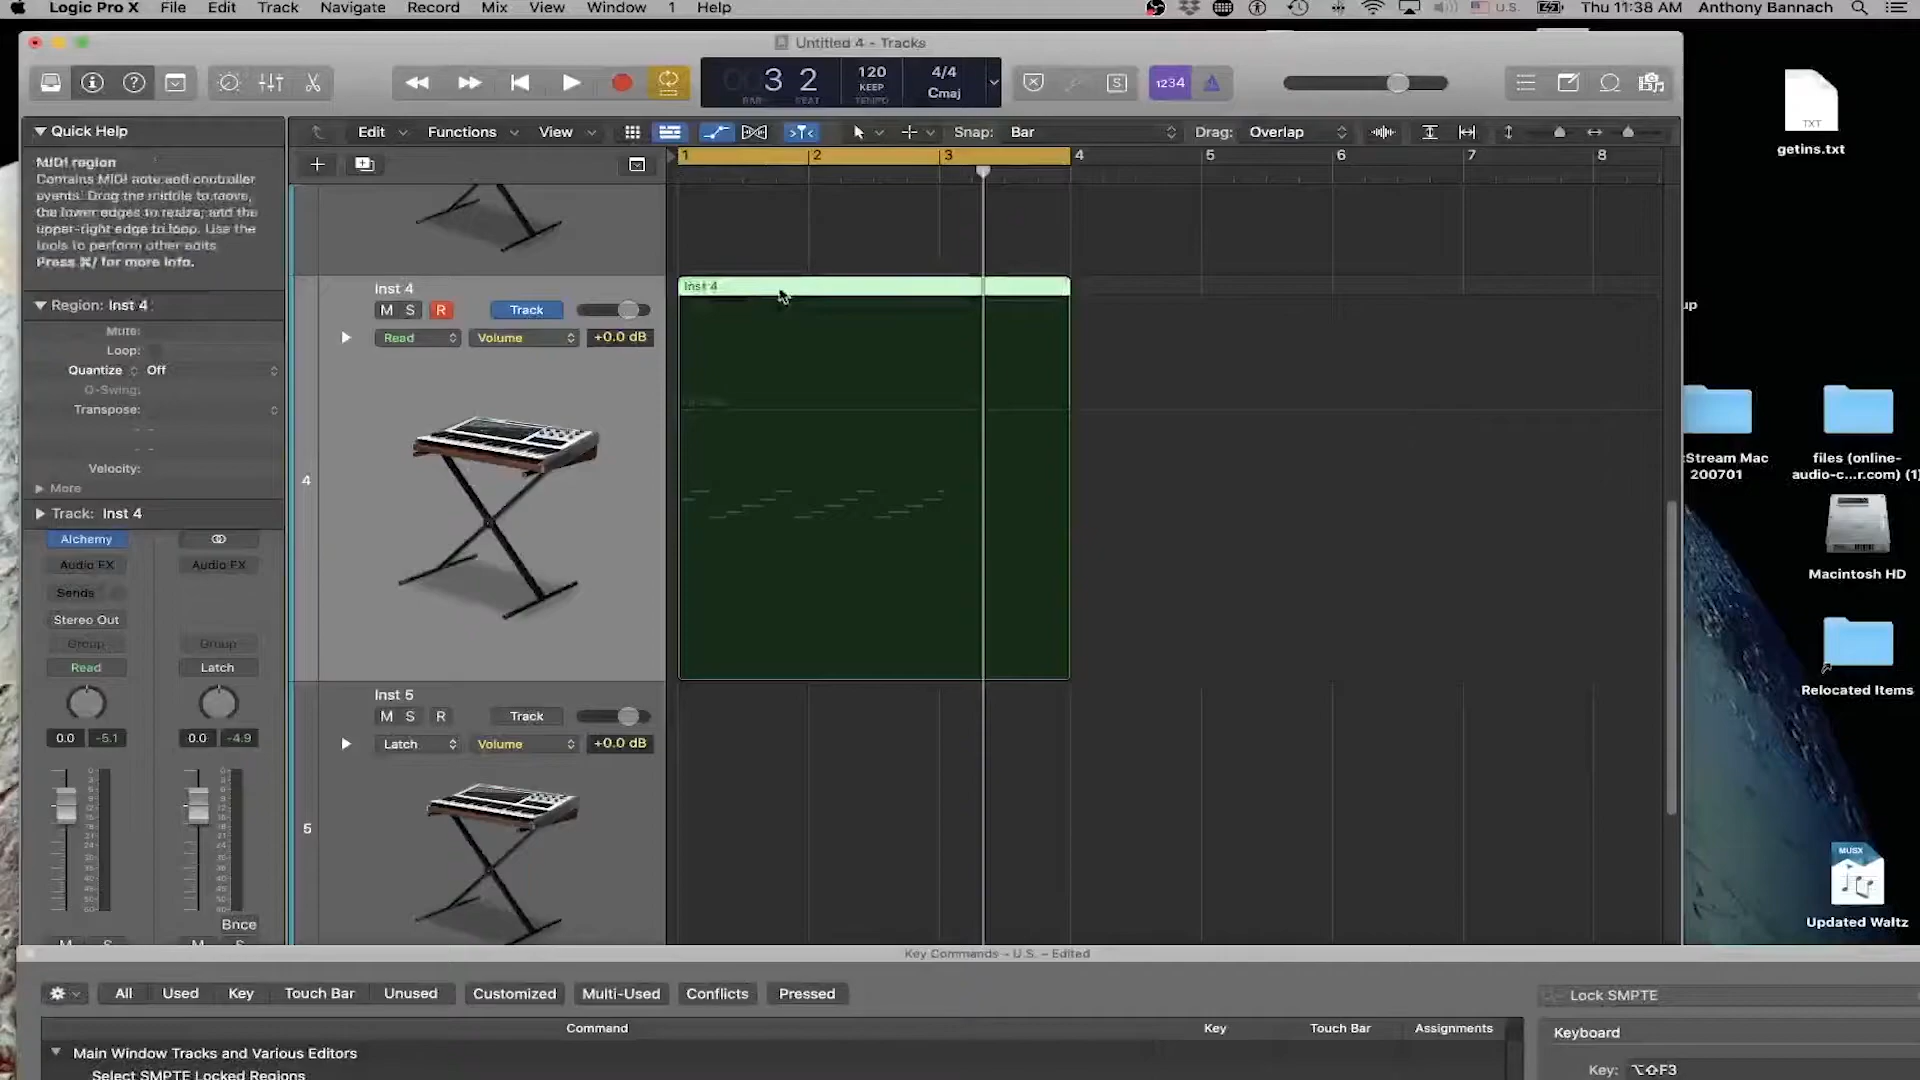 Logic Pro X File Edit Track Navigate Record Mix View Window 1 Help
U.S. Thu 11:38 AM Anthony Bannach
Untitled 4 - Tracks
3 2
BAR BEAT
120
KEEP
TEMPO
4/4
Cmaj
S
1234
Quick Help
MIDI region
Contains MIDI note and controller
events. Drag the middle to move,
the lower edges to resize, and the
upper-right edge to loop. Use the
tools to perform other edits.
Press ⌘/ for more info.
Edit Functions View Snap: Bar Drag: Overlap
1 2 3 4 5 6 7 8
Region: Inst 4
Mute:
Loop:
Quantize Off
Q-Swing:
Transpose:
Velocity:
More
Track: Inst 4
Alchemy
Audio FX Audio FX
Sends
Stereo Out
Group Group
Read Latch
0.0 -5.1 0.0 -4.9
Bnce
M S M S
Inst 4
M S R Track
Read Volume +0.0 dB
4
Inst 4
Inst 5
M S R Track
Latch Volume +0.0 dB
5
TXT
getins.txt
up
Stream Mac
200701
files (online-
audio-c...r.com) (1)
Macintosh HD
Relocated Items
MUSX
Updated Waltz
Key Commands – U.S. – Edited
All Used Key Touch Bar Unused Customized Multi-Used Conflicts Pressed
Lock SMPTE
Command Key Touch Bar Assignments
Keyboard
Main Window Tracks and Various Editors
Select SMPTE Locked Regions
Key: ⌥⇧F3